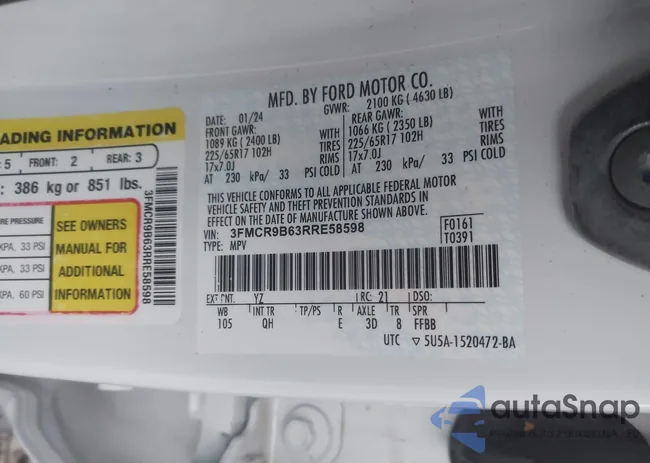 MFD. BY FORD MOTOR CO.
DATE: 01/24 GVWR: 2100 KG ( 4630 LB)
FRONT GAWR: REAR GAWR:
1089 KG ( 2400 LB) WITH 1066 KG ( 2350 LB) WITH
225/65R17 102H TIRES 225/65R17 102H TIRES
17x7.0J RIMS 17x7.0J RIMS
AT 230 kPa/ 33 PSI COLD AT 230 kPa/ 33 PSI COLD
THIS VEHICLE CONFORMS TO ALL APPLICABLE FEDERAL MOTOR
VEHICLE SAFETY AND THEFT PREVENTION STANDARDS IN EFFECT ON
THE DATE OF MANUFACTURE SHOWN ABOVE.
VIN: 3FMCR9B63RRE58598 F0161
TYPE: MPV T0391
EXT PNT: YZ RC: 21 DSO:
WB INT TR TP/PS R AXLE TR SPR
105 QH E 3D 8 FFBB
UTC ▽ 5U5A-1520472-BA
ADING INFORMATION
: 5 FRONT: 2 REAR: 3
: 386 kg or 851 lbs.
E PRESSURE
KPA, 33 PSI
KPA, 33 PSI
KPA, 60 PSI
SEE OWNERS
MANUAL FOR
ADDITIONAL
INFORMATION
3FMCR9B63RRE58598
autoSnap